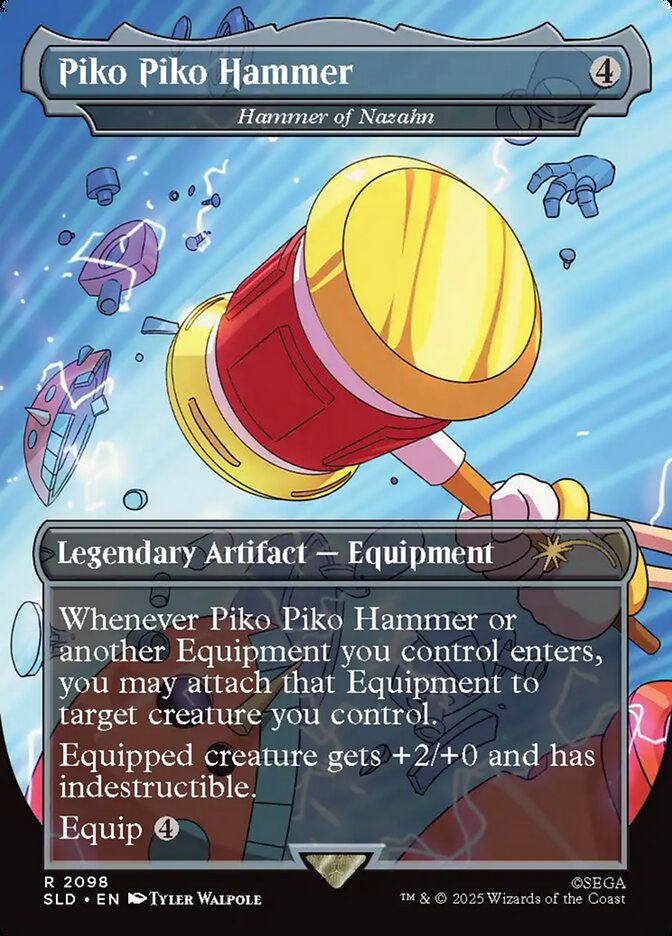 Piko Piko Hammer 4
Hammer of Nazahn
Legendary Artifact — Equipment
Whenever Piko Piko Hammer or
another Equipment you control enters,
you may attach that Equipment to
target creature you control.
Equipped creature gets +2/+0 and has
indestructible.
Equip 4
R 2098 ©SEGA
SLD • EN Tyler Walpole ™ & © 2025 Wizards of the Coast